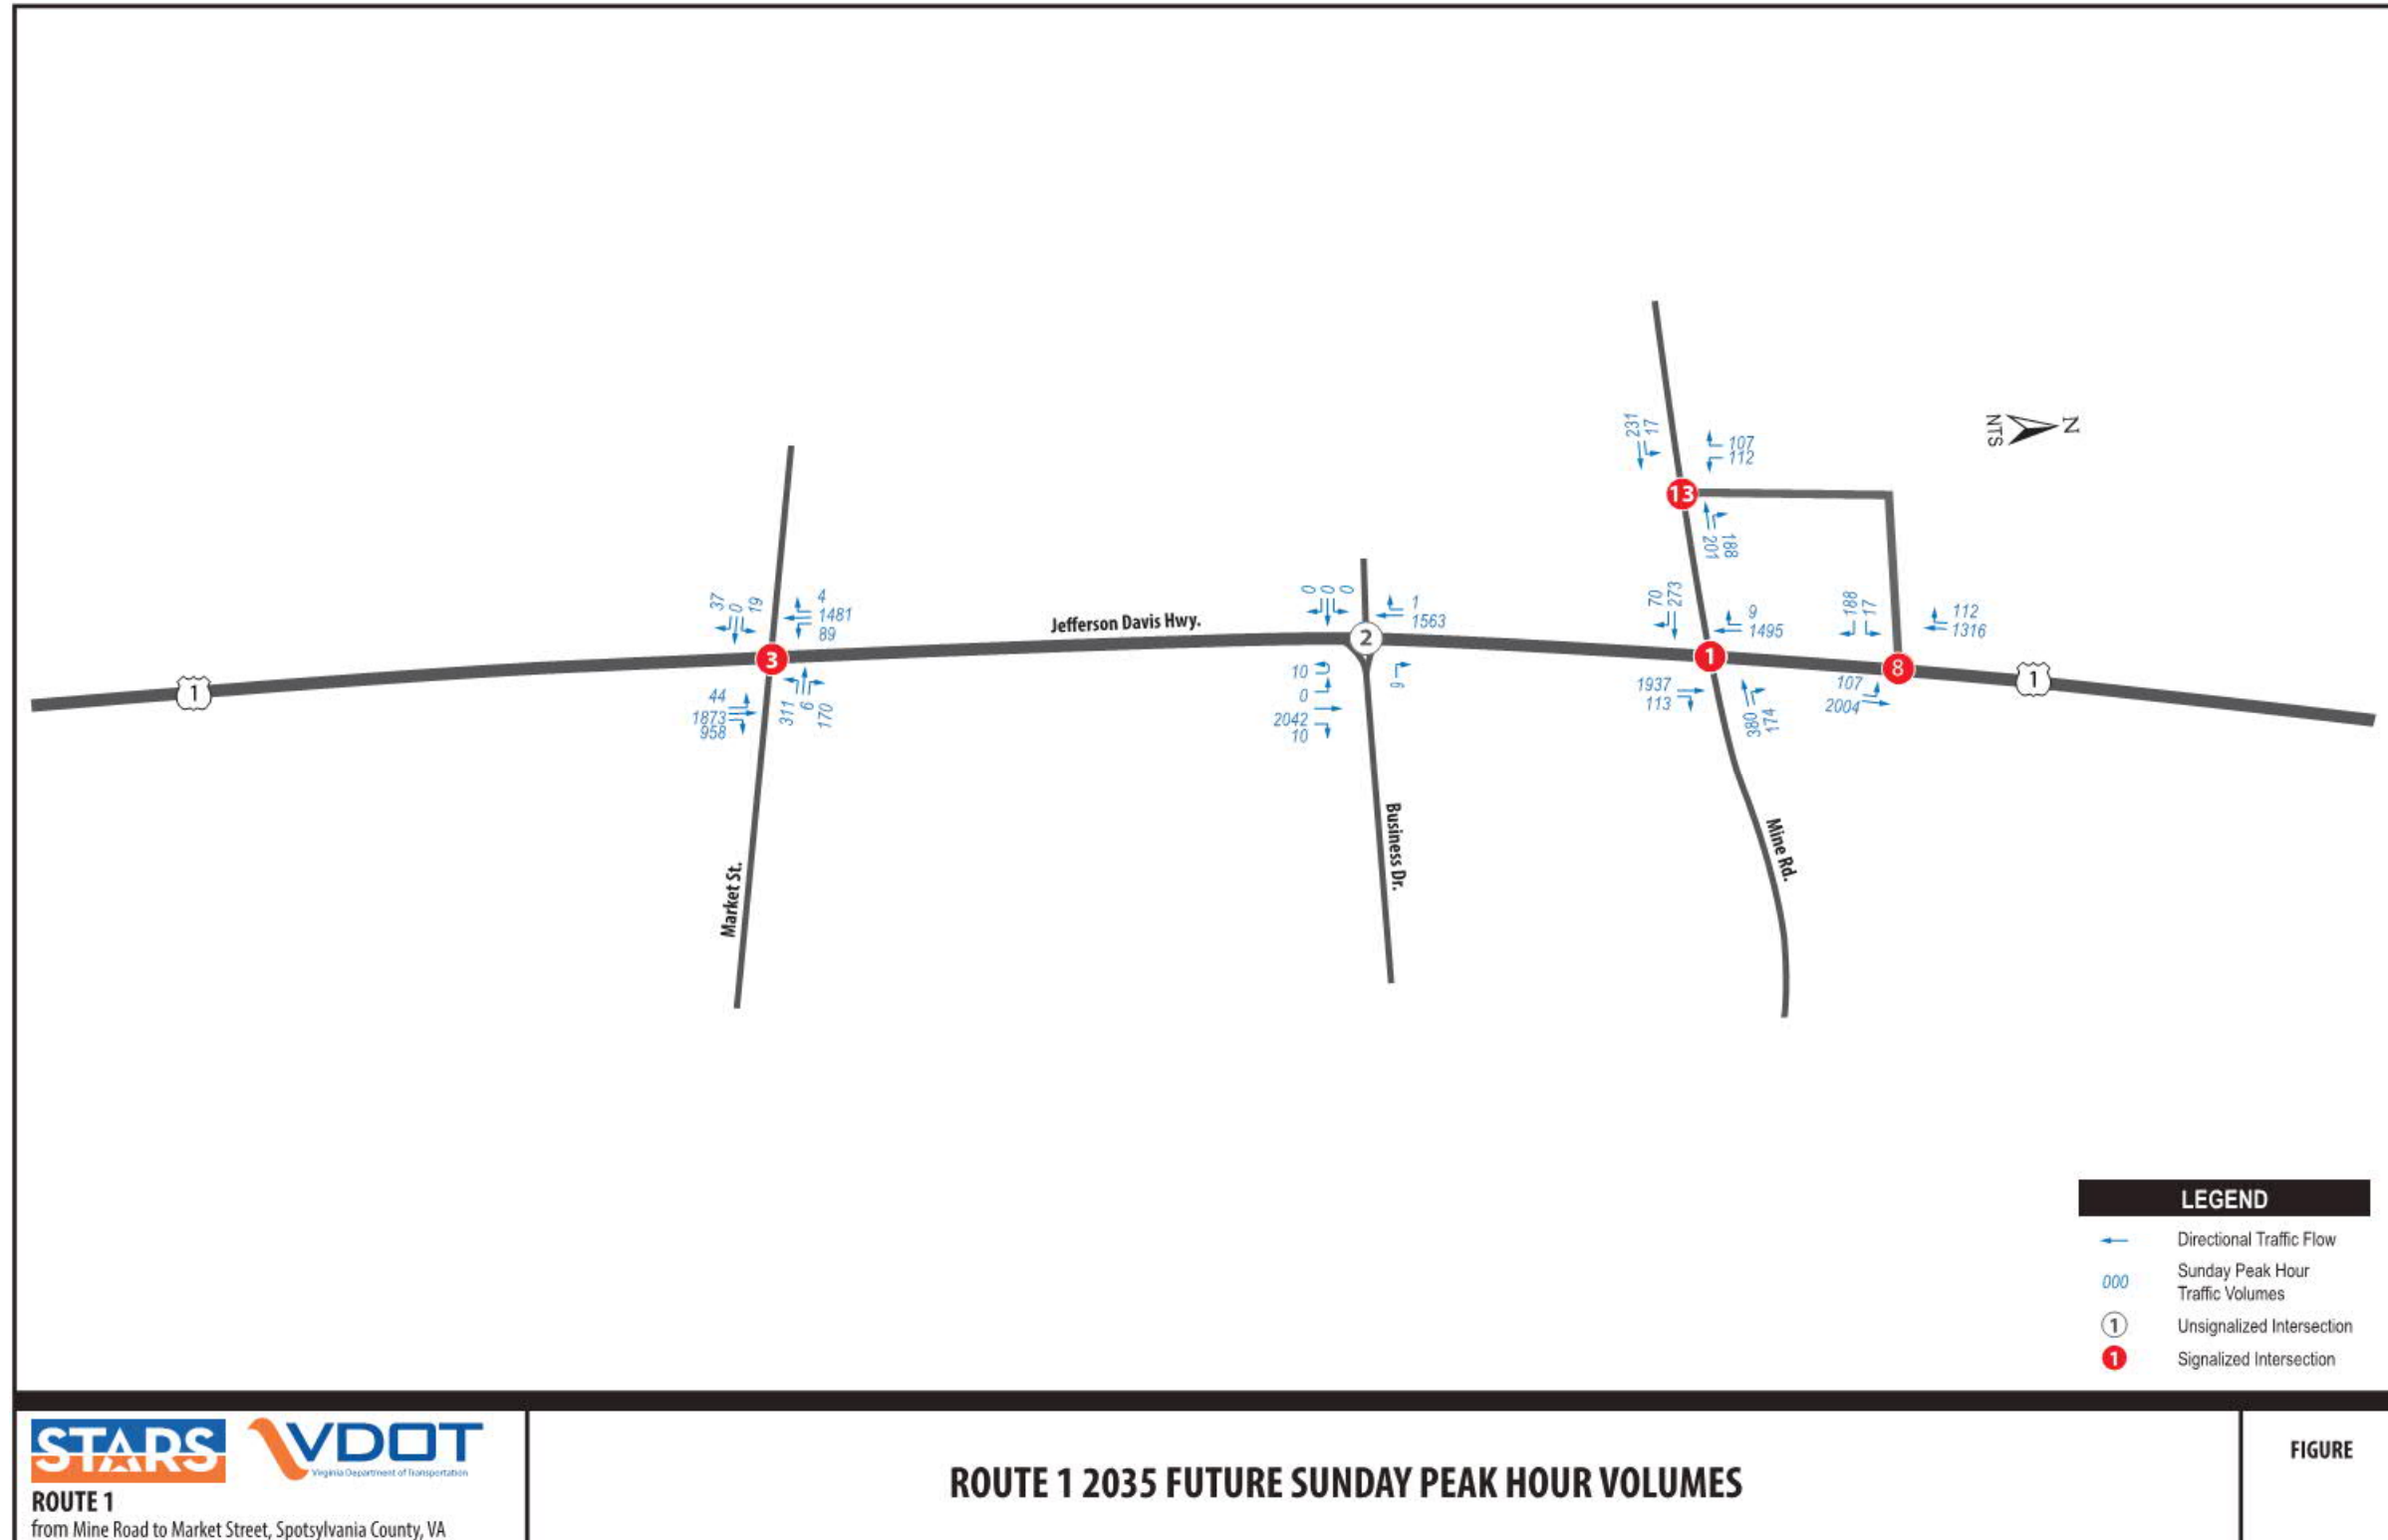 231
17
107
112
N
NTS
13
188
201
37
0
19
4
1481
89
Jefferson Davis Hwy.
0
0
0
1
1563
70
273
9
1495
188
17
112
1316
3
2
1
8
1
1
44
1873
958
311
6
170
10
0
2042
10
9
1937
113
380
174
107
2004
Market St.
Business Dr.
Mine Rd.
LEGEND
Directional Traffic Flow
000
Sunday Peak Hour
Traffic Volumes
1
Unsignalized Intersection
1
Signalized Intersection
STARS
VDOT
Virginia Department of Transportation
ROUTE 1
from Mine Road to Market Street, Spotsylvania County, VA
ROUTE 1 2035 FUTURE SUNDAY PEAK HOUR VOLUMES
FIGURE